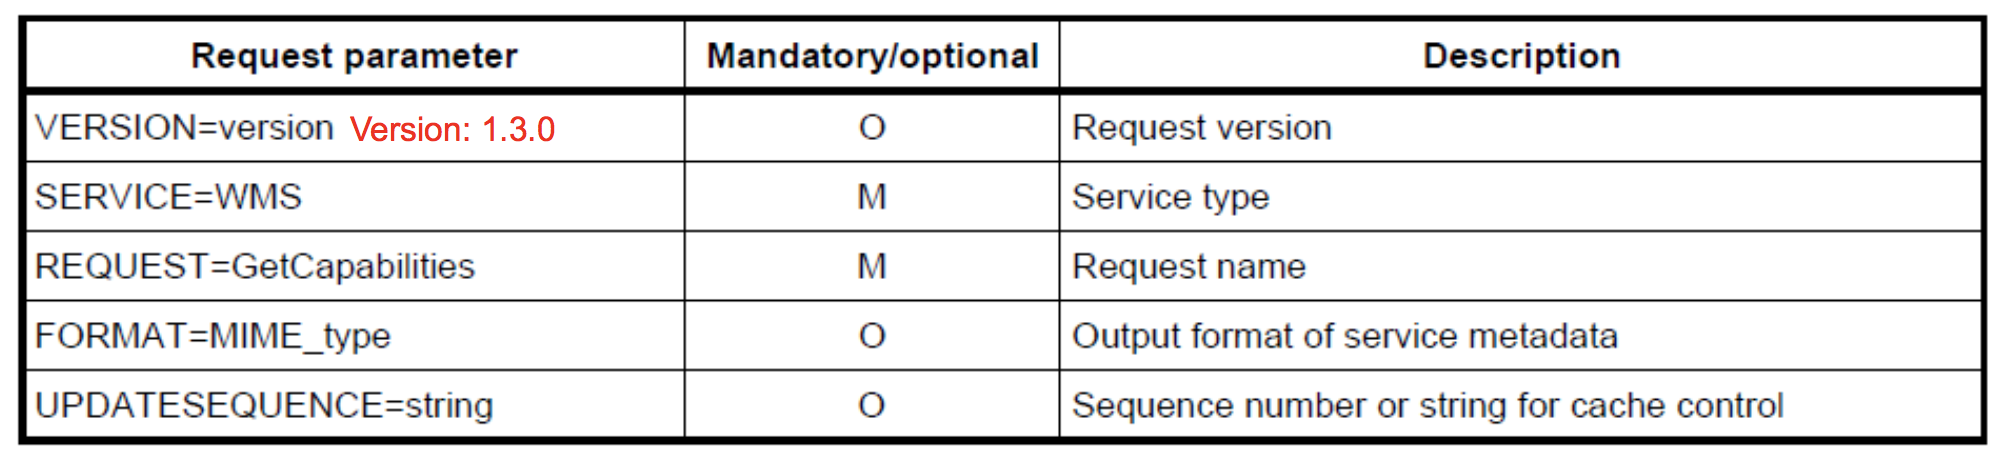 Request parameter Mandatory/optional Description
VERSION=version Version: 1.3.0 O Request version
SERVICE=WMS M Service type
REQUEST=GetCapabilities M Request name
FORMAT=MIME_type O Output format of service metadata
UPDATESEQUENCE=string O Sequence number or string for cache control